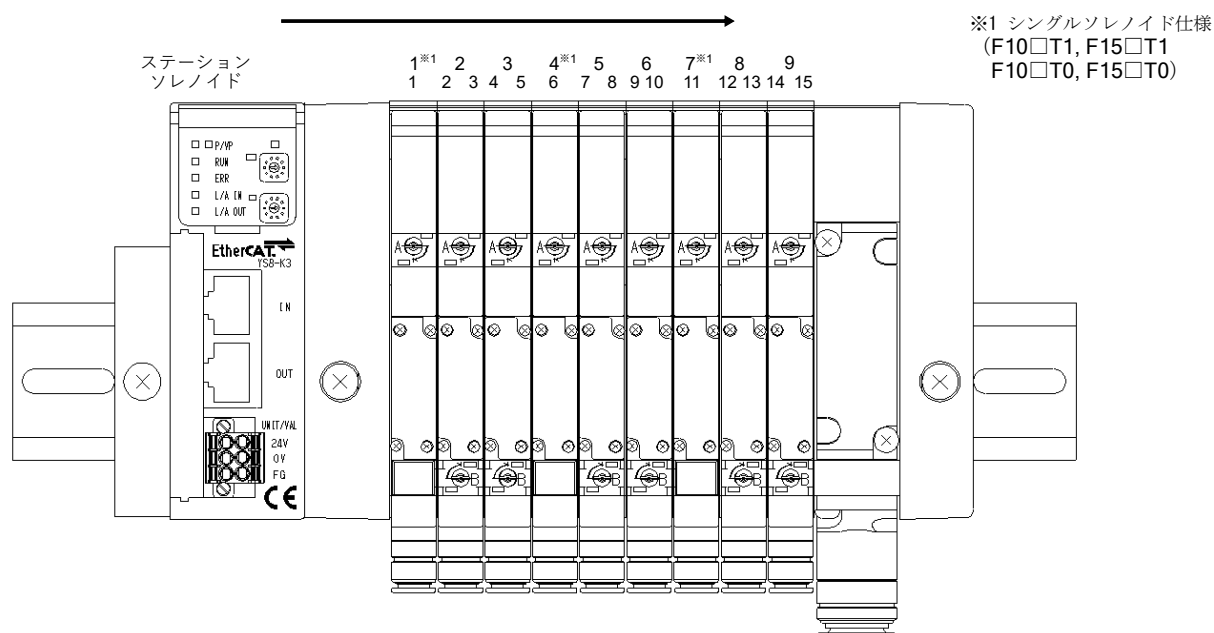 ※1 シングルソレノイド仕様
(F10□T1, F15□T1
F10□T0, F15□T0)
ステーション 1※1 2 3 4※1 5 6 7※1 8 9
ソレノイド 1 2 3 4 5 6 7 8 9 10 11 12 13 14 15
P/VP
RUN
ERR
L/A IN
L/A OUT
EtherCAT
YS8-K3
IN
OUT
UNIT/VAL
24V
0V
FG
CE
A A A A A A A A A
B B B B B B